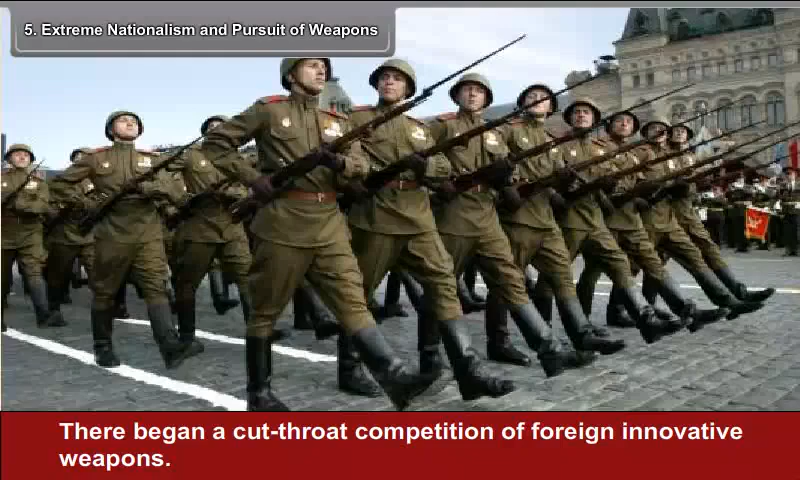 5. Extreme Nationalism and Pursuit of Weapons
There began a cut-throat competition of foreign innovative
weapons.